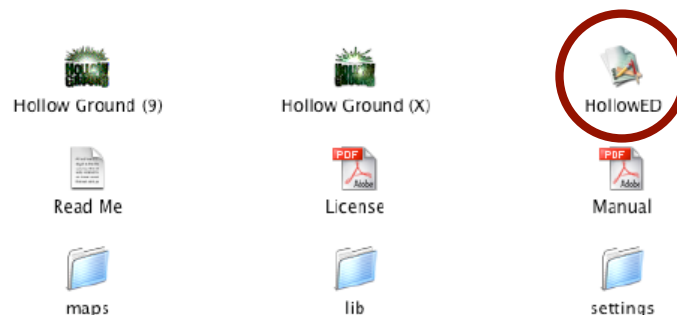 HOLLOW GROUND
HOLLOW GROUND
Hollow Ground (9)
Hollow Ground (X)
HollowED
PDF
Adobe
PDF
Adobe
Read Me
License
Manual
maps
lib
settings